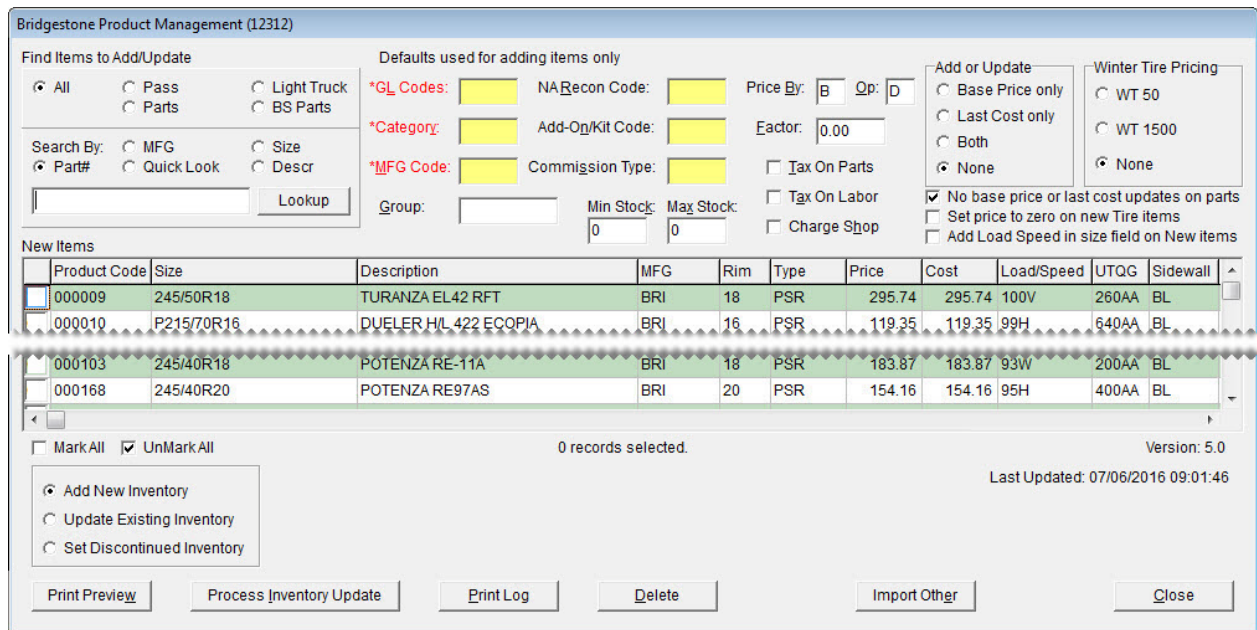 Bridgestone Product Management (12312)
Find Items to Add/Update
All Pass Light Truck
Parts BS Parts
Search By: MFG Size
Part# Quick Look Descr
Lookup
Defaults used for adding items only
*GL Codes: NA Recon Code: Price By: B Op: D
*Category: Add-On/Kit Code: Factor: 0.00
*MFG Code: Commission Type: Tax On Parts
Group: Min Stock: Max Stock: Tax On Labor
0 0 Charge Shop
Add or Update
Base Price only
Last Cost only
Both
None
Winter Tire Pricing
WT 50
WT 1500
None
No base price or last cost updates on parts
Set price to zero on new Tire items
Add Load Speed in size field on New items
New Items
Product Code Size Description MFG Rim Type Price Cost Load/Speed UTQG Sidewall
000009 245/50R18 TURANZA EL42 RFT BRI 18 PSR 295.74 295.74 100V 260AA BL
000010 P215/70R16 DUELER H/L 422 ECOPIA BRI 16 PSR 119.35 119.35 99H 640AA BL
000103 245/40R18 POTENZA RE-11A BRI 18 PSR 183.87 183.87 93W 200AA BL
000168 245/40R20 POTENZA RE97AS BRI 20 PSR 154.16 154.16 95H 400AA BL
Mark All UnMark All 0 records selected. Version: 5.0
Last Updated: 07/06/2016 09:01:46
Add New Inventory
Update Existing Inventory
Set Discontinued Inventory
Print Preview Process Inventory Update Print Log Delete Import Other Close